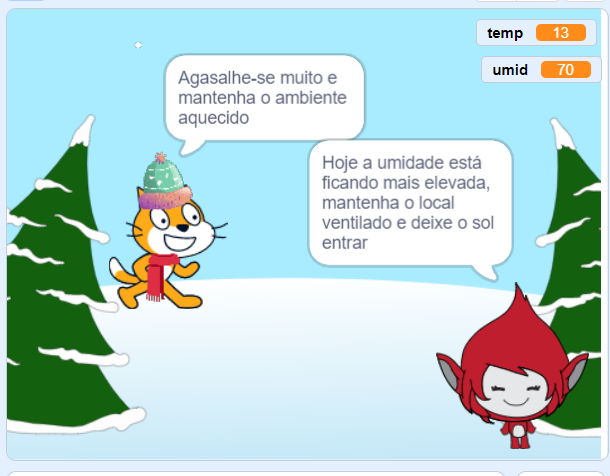 temp 13
umid 70
Agasalhe-se muito e
mantenha o ambiente
aquecido
Hoje a umidade está
ficando mais elevada,
mantenha o local
ventilado e deixe o sol
entrar